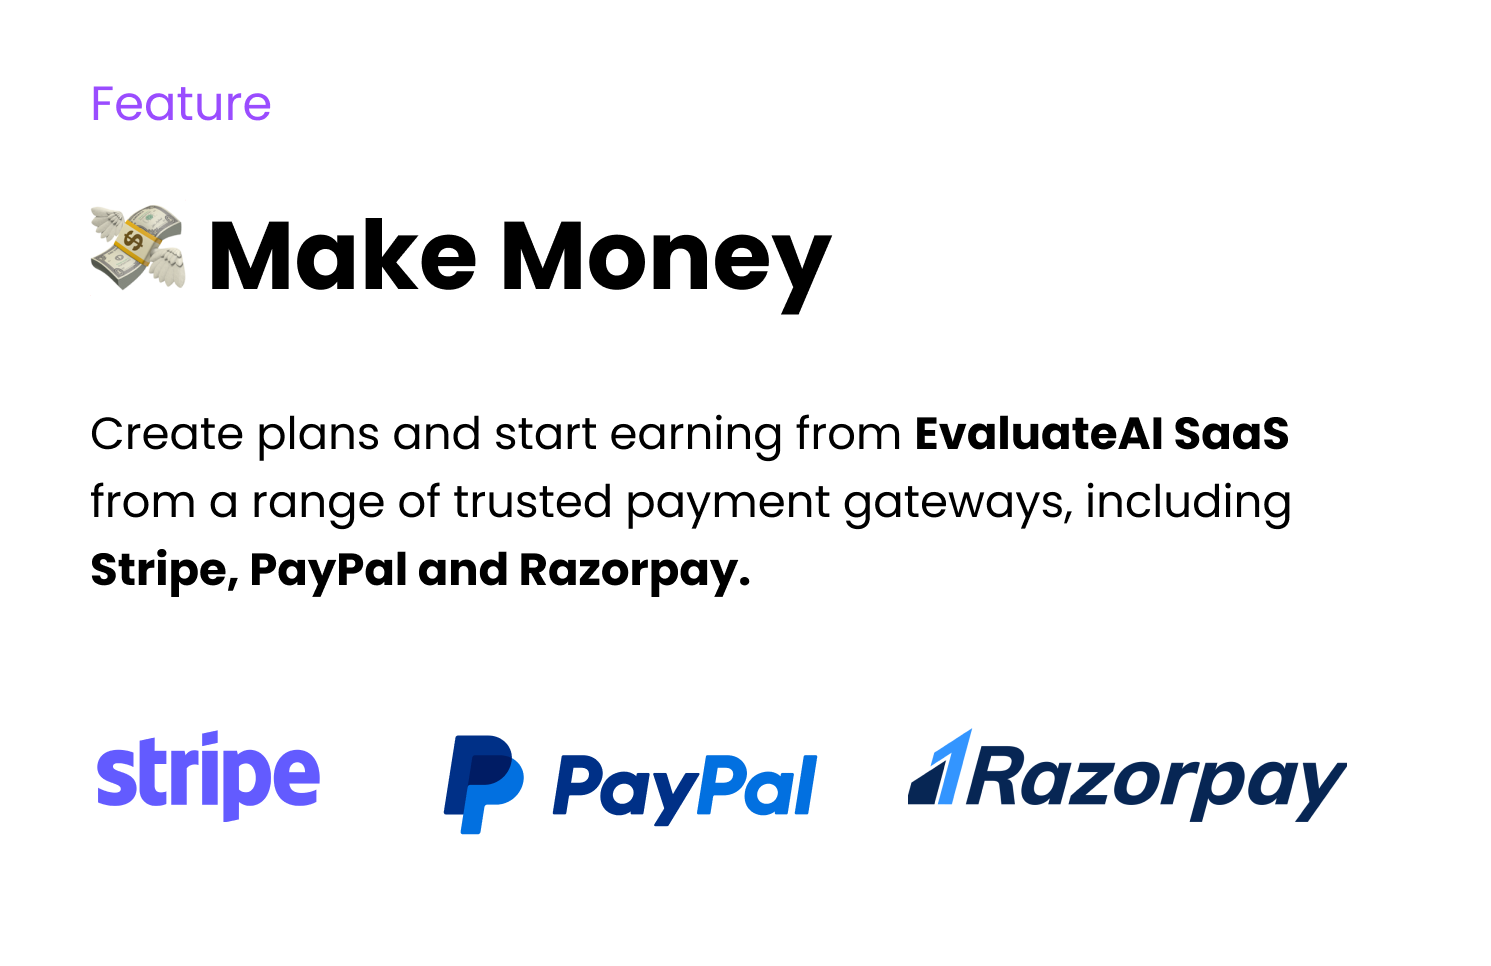 Feature
Make Money
Create plans and start earning from EvaluateAI SaaS
from a range of trusted payment gateways, including
Stripe, PayPal and Razorpay.
stripe PayPal Razorpay